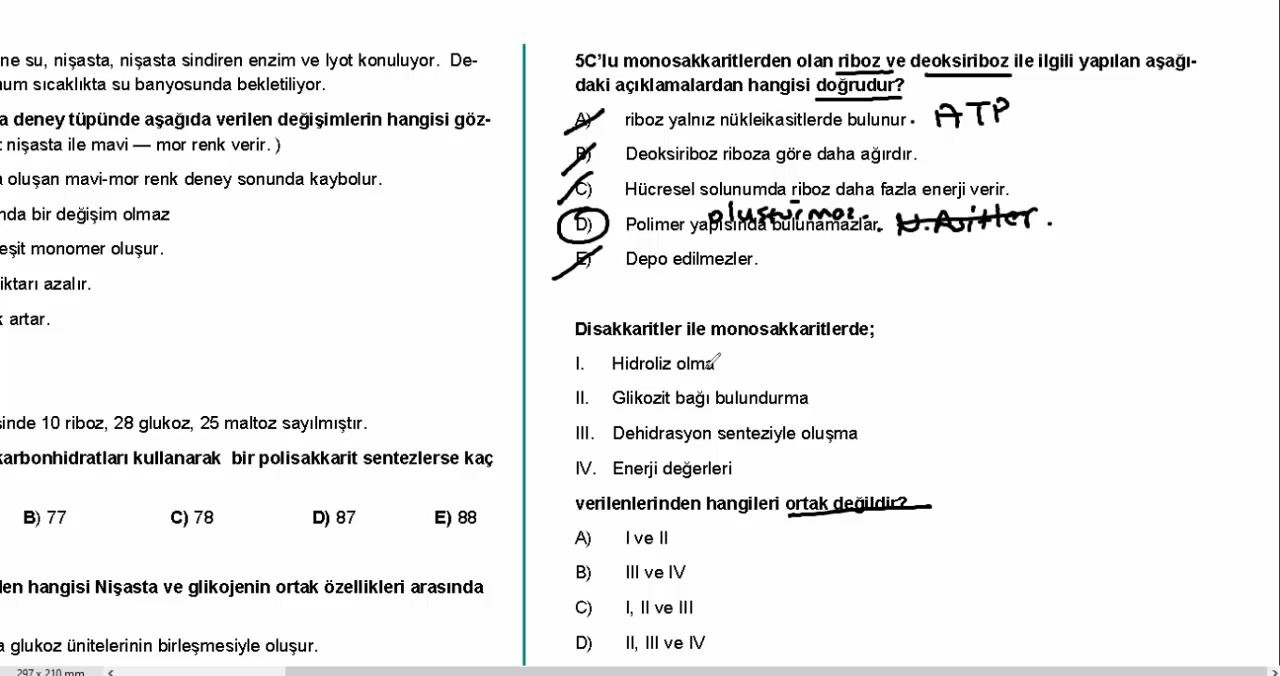 ne su, nişasta, nişasta sindiren enzim ve Iyot konuluyor. De-
num sıcaklıkta su banyosunda bekletiliyor.
a deney tüpünde aşağıda verilen değişimlerin hangisi göz-
: nişasta ile mavi — mor renk verir. )
a oluşan mavi-mor renk deney sonunda kaybolur.
nda bir değişim olmaz
eşit monomer oluşur.
iktarı azalır.
k artar.
sinde 10 riboz, 28 glukoz, 25 maltoz sayılmıştır.
karbonhidratları kullanarak bir polisakkarit sentezlerse kaç
B) 77 C) 78 D) 87 E) 88
den hangisi Nişasta ve glikojenin ortak özellikleri arasında
a glukoz ünitelerinin birleşmesiyle oluşur.
297 x 210 mm
5C'lu monosakkaritlerden olan riboz ve deoksiriboz ile ilgili yapılan aşağı-
daki açıklamalardan hangisi doğrudur?
A) riboz yalnız nükleikasitlerde bulunur. ATP
B) Deoksiriboz riboza göre daha ağırdır.
C) Hücresel solunumda riboz daha fazla enerji verir.
oluşturmaz.
D) Polimer yapısında bulunamazlar. N.Asitler.
E) Depo edilmezler.
Disakkaritler ile monosakkaritlerde;
I. Hidroliz olma
II. Glikozit bağı bulundurma
III. Dehidrasyon senteziyle oluşma
IV. Enerji değerleri
verilenlerinden hangileri ortak değildir?
A) I ve II
B) III ve IV
C) I, II ve III
D) II, III ve IV